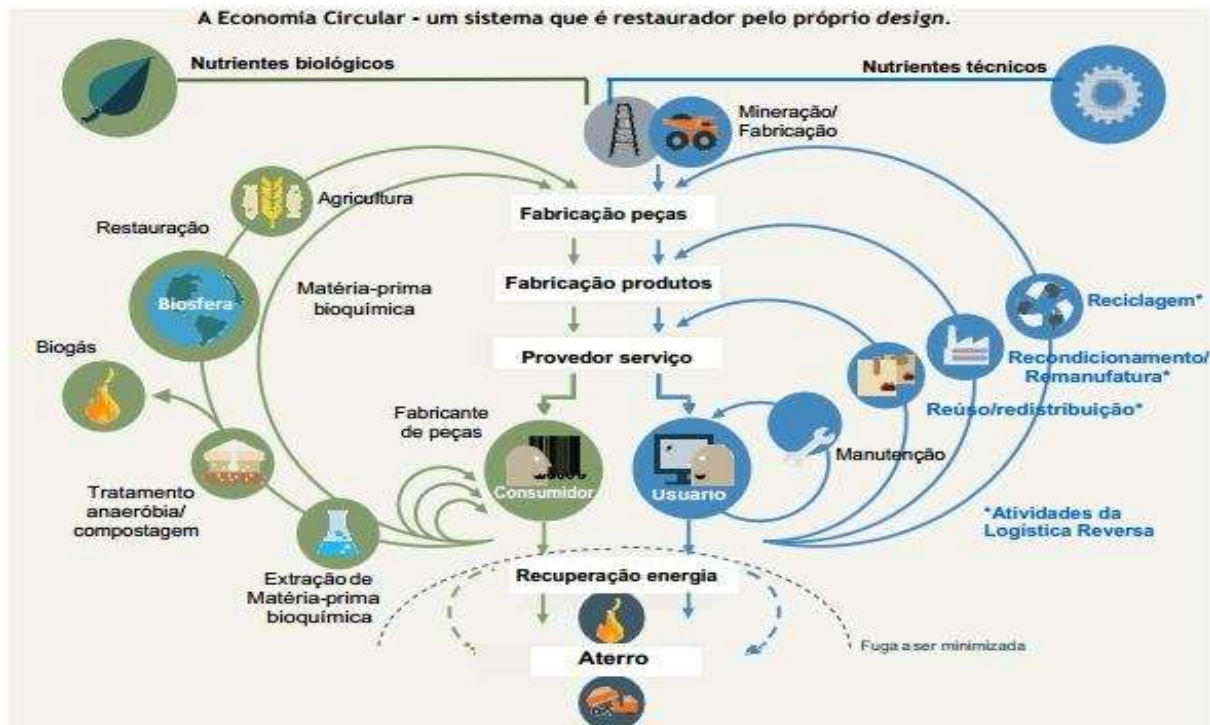 A Economia Circular - um sistema que é restaurador pelo próprio design.
Nutrientes biológicos
Nutrientes técnicos
Mineração/
Fabricação
Agricultura
Fabricação peças
Restauração
Biosfera
Matéria-prima
bioquímica
Fabricação produtos
Reciclagem*
Biogás
Provedor serviço
Recondicionamento/
Remanufatura*
Reúso/redistribuição*
Fabricante
de peças
Manutenção
Consumidor
Usuário
Tratamento
anaeróbia/
compostagem
*Atividades da
Logística Reversa
Extração de
Matéria-prima
bioquímica
Recuperação energia
Fuga a ser minimizada
Aterro